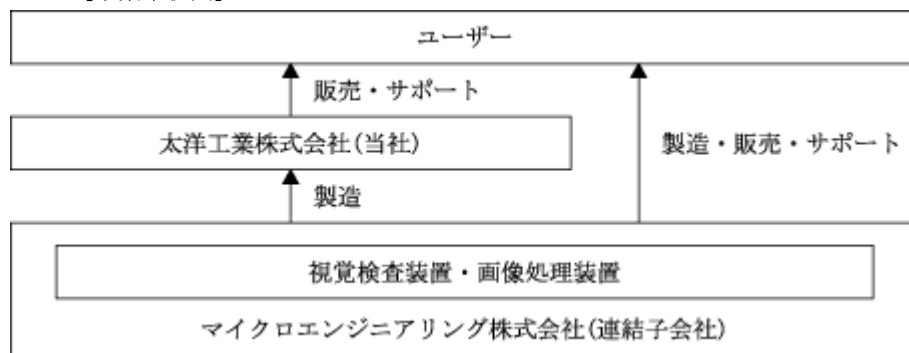 ユーザー
販売・サポート
太洋工業株式会社(当社)
製造・販売・サポート
製造
視覚検査装置・画像処理装置
マイクロエンジニアリング株式会社(連結子会社)